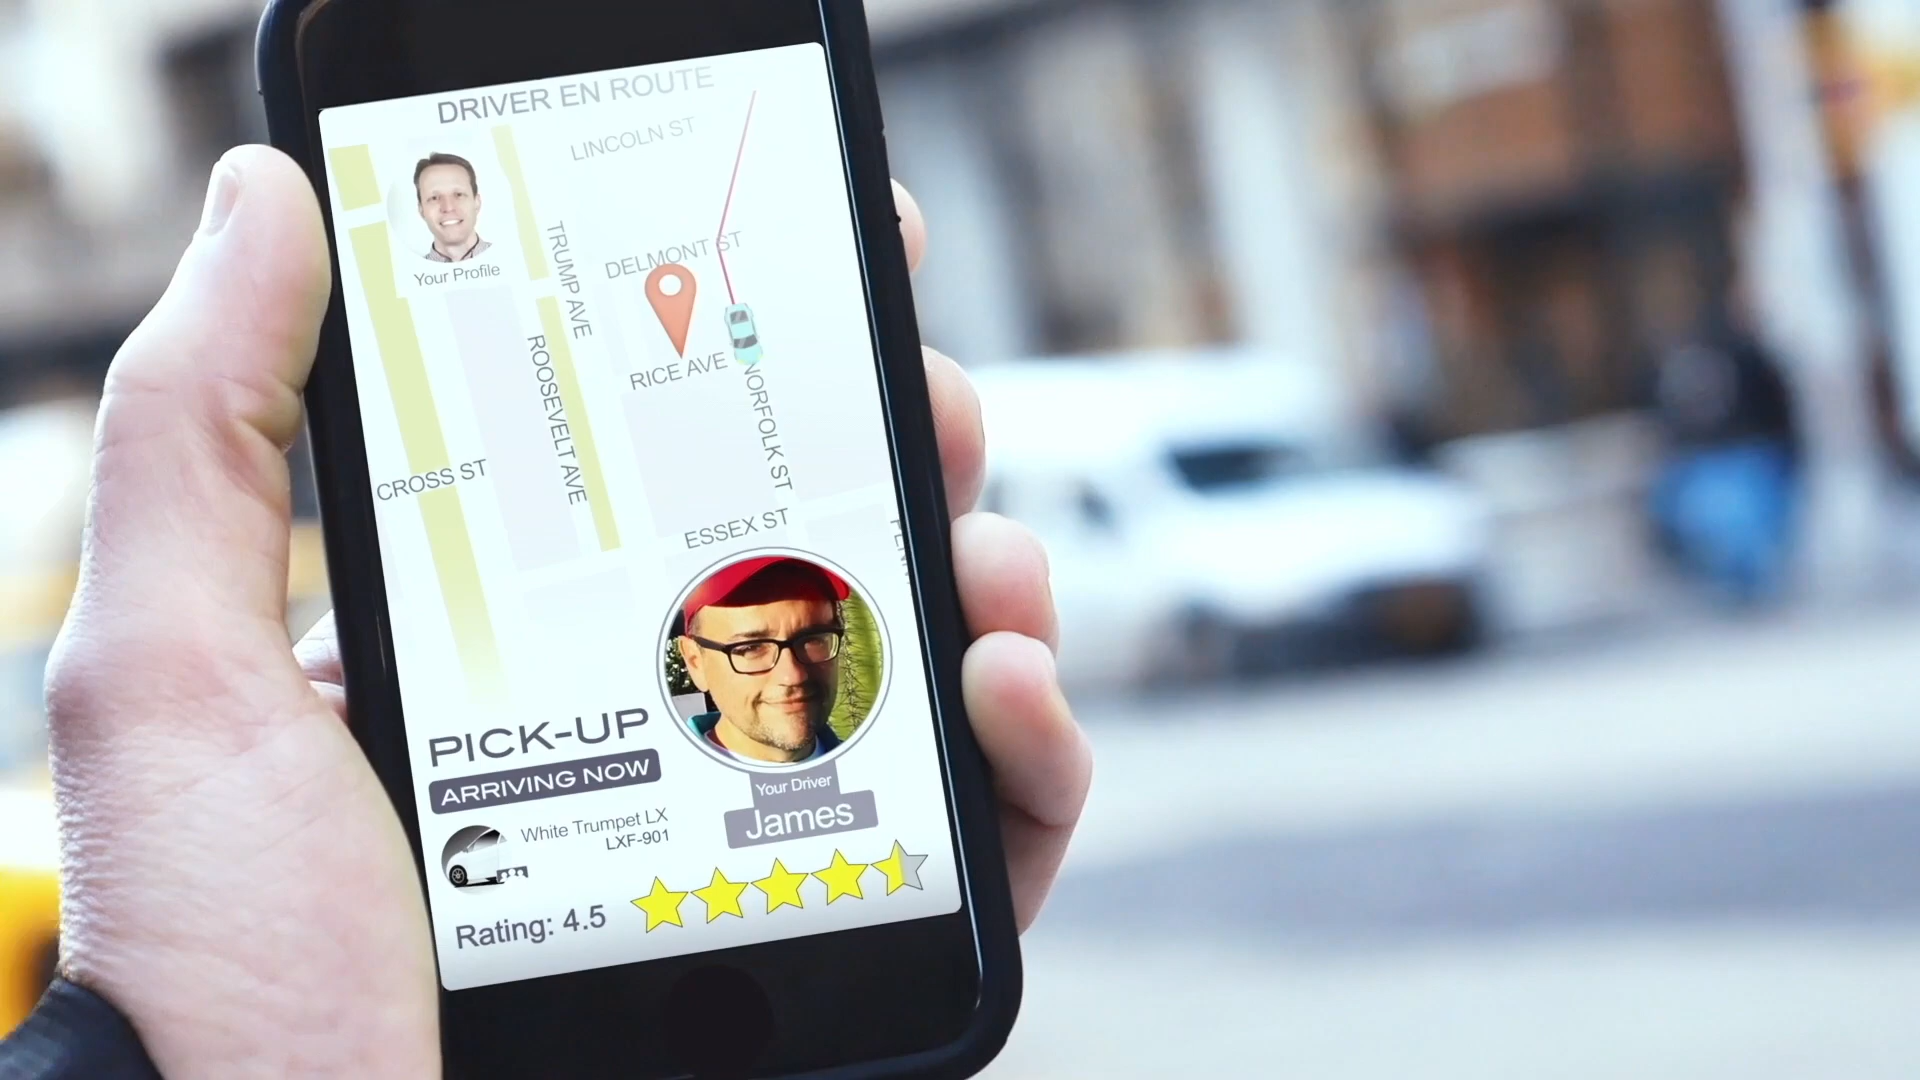 DRIVER EN ROUTE
LINCOLN ST
Your Profile
TRUMP AVE
DELMONT ST
ROOSEVELT AVE
RICE AVE
NORFOLK ST
CROSS ST
ESSEX ST
PICK-UP
ARRIVING NOW
Your Driver
James
White Trumpet LX
LXF-901
Rating: 4.5